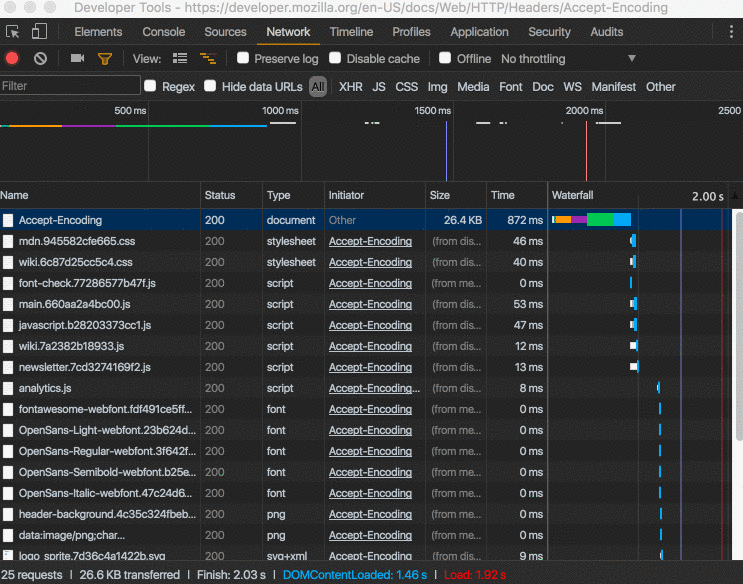 Developer Tools - https://developer.mozilla.org/en-US/docs/Web/HTTP/Headers/Accept-Encoding
Elements Console Sources Network Timeline Profiles Application Security Audits
View: Preserve log Disable cache Offline No throttling
Filter Regex Hide data URLs All XHR JS CSS Img Media Font Doc WS Manifest Other
500 ms 1000 ms 1500 ms 2000 ms 2500
Name Status Type Initiator Size Time Waterfall 2.00 s
Accept-Encoding 200 document Other 26.4 KB 872 ms
mdn.945582cfe665.css 200 stylesheet Accept-Encoding (from dis... 46 ms
wiki.6c87d25cc5c4.css 200 stylesheet Accept-Encoding (from dis... 40 ms
font-check.77286577b47f.js 200 script Accept-Encoding (from me... 0 ms
main.660aa2a4bc00.js 200 script Accept-Encoding (from dis... 53 ms
javascript.b28203373cc1.js 200 script Accept-Encoding (from dis... 47 ms
wiki.7a2382b18933.js 200 script Accept-Encoding (from dis... 12 ms
newsletter.7cd3274169f2.js 200 script Accept-Encoding (from dis... 13 ms
analytics.js 200 script Accept-Encoding... (from dis... 8 ms
fontawesome-webfont.fdf491ce5ff... 200 font Accept-Encoding (from me... 0 ms
OpenSans-Light-webfont.23b624d... 200 font Accept-Encoding (from me... 0 ms
OpenSans-Regular-webfont.3f642f... 200 font Accept-Encoding (from me... 0 ms
OpenSans-Semibold-webfont.b25e... 200 font Accept-Encoding (from me... 0 ms
OpenSans-Italic-webfont.47c24d6... 200 font Accept-Encoding (from me... 0 ms
header-background.4c35c324fbeb... 200 png Accept-Encoding (from me... 0 ms
data:image/png;char... 200 png Accept-Encoding (from me... 0 ms
logo_sprite.7d36c4a1422b.svg 200 svg+xml Accept-Encoding (from dis... 9 ms
25 requests | 26.6 KB transferred | Finish: 2.03 s | DOMContentLoaded: 1.46 s | Load: 1.92 s